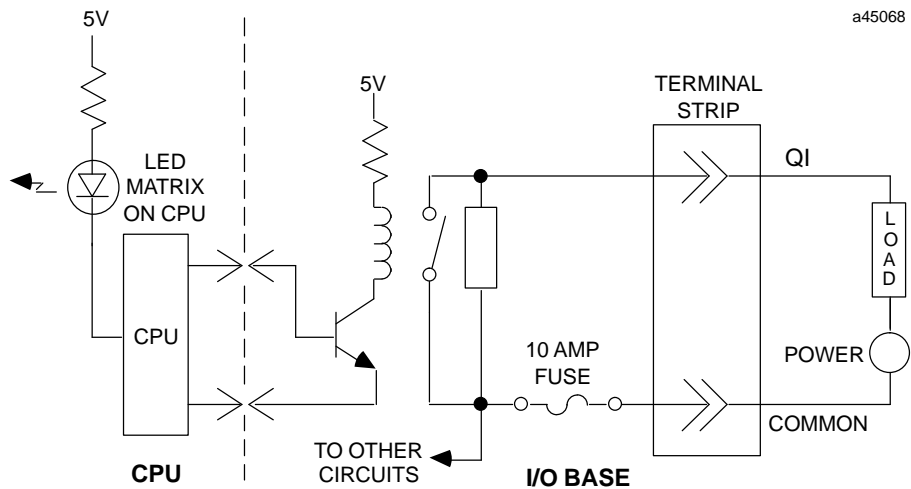 a45068
5V
5V
TERMINAL
STRIP
LED
MATRIX
ON CPU
QI
LOAD
CPU
10 AMP
FUSE
POWER
COMMON
TO OTHER
CIRCUITS
CPU
I/O BASE